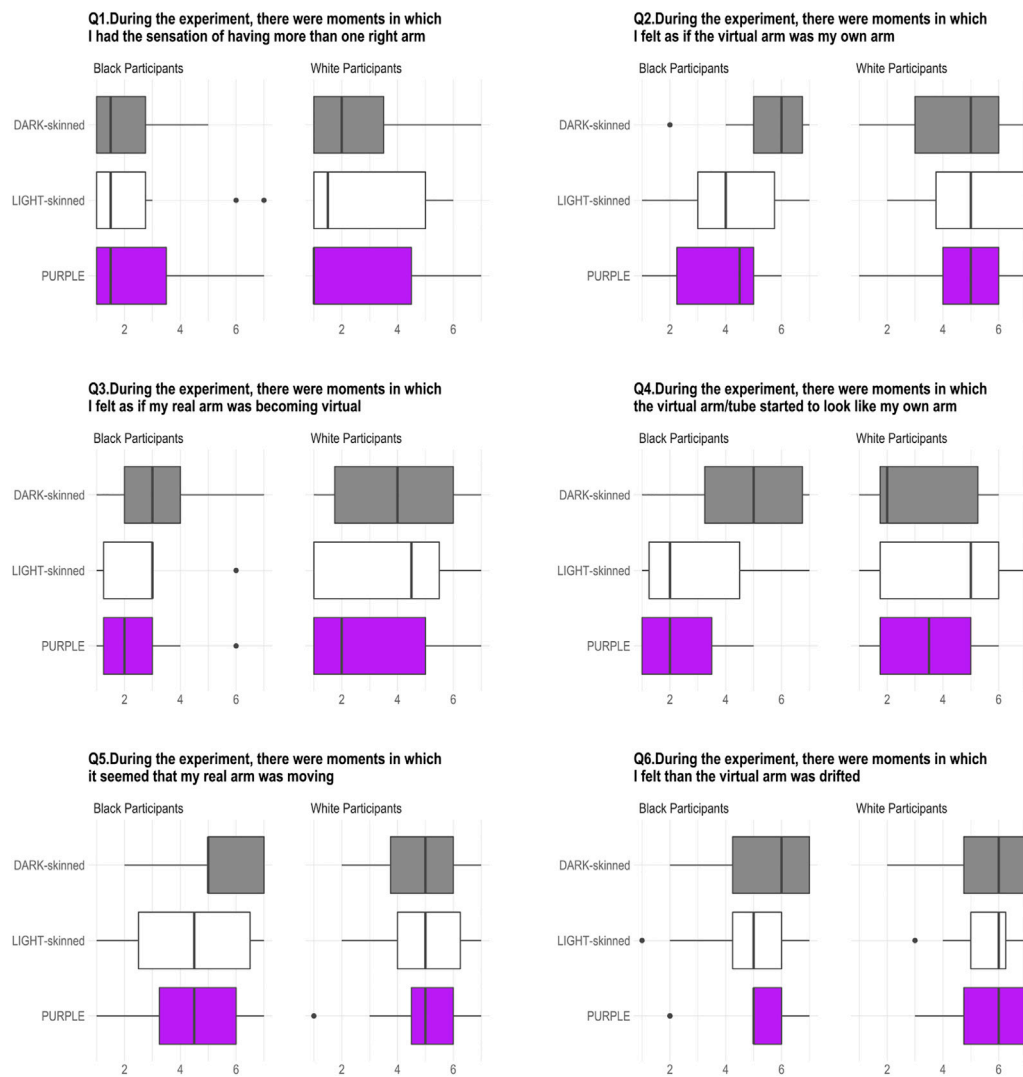 Q1.During the experiment, there were moments in which
I had the sensation of having more than one right arm
Black Participants
White Participants
DARK-skinned
LIGHT-skinned
PURPLE
2 4 6
2 4 6
Q2.During the experiment, there were moments in which
I felt as if the virtual arm was my own arm
Black Participants
White Participants
DARK-skinned
LIGHT-skinned
PURPLE
2 4 6
2 4 6
Q3.During the experiment, there were moments in which
I felt as if my real arm was becoming virtual
Black Participants
White Participants
DARK-skinned
LIGHT-skinned
PURPLE
2 4 6
2 4 6
Q4.During the experiment, there were moments in which
the virtual arm/tube started to look like my own arm
Black Participants
White Participants
DARK-skinned
LIGHT-skinned
PURPLE
2 4 6
2 4 6
Q5.During the experiment, there were moments in which
it seemed that my real arm was moving
Black Participants
White Participants
DARK-skinned
LIGHT-skinned
PURPLE
2 4 6
2 4 6
Q6.During the experiment, there were moments in which
I felt than the virtual arm was drifted
Black Participants
White Participants
DARK-skinned
LIGHT-skinned
PURPLE
2 4 6
2 4 6